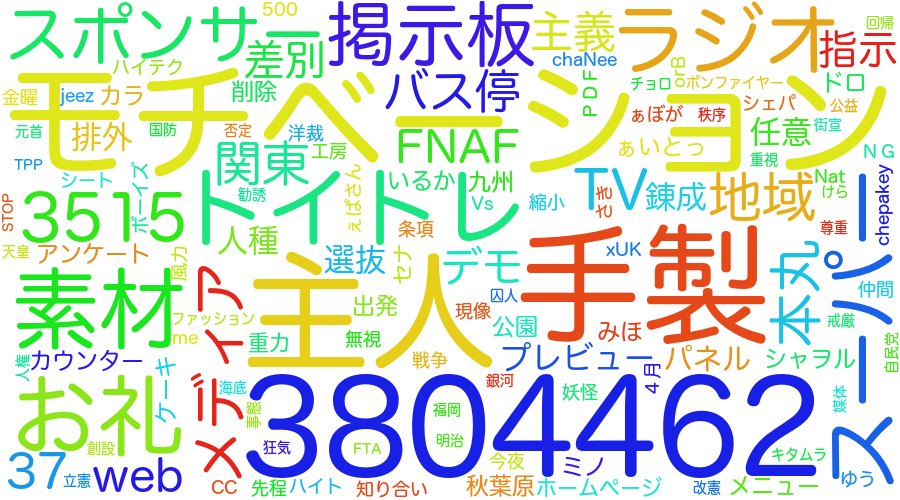 スポンサー
500
掲示板
主義
ラジオ
回帰
指示
ハイテク
差別
chaNee
orB
ドロ
金曜
jeez
カラ
削除
バス停
PDF
チョロ
ボンファイヤー
シェパ
公益
モチベーション
元首
排外
国防
否定
洋裁
FNAF
ぁぼが
秩序
任意
街宣
NG
TPP
シート
関東
工房
ぁいとっ
重視
勧誘
いるか
九州
TV
錬成
地域
Nat
けら
STOP
3515
ボーイズ
トイトレ
えぱさん
Vs
縮小
さき
尊重
chepakey
天皇
アンケート
人種
条項
xUK
風力
選抜
セナ
デモ
手製
本丸
スーパー
仲間
素材
主人
出発
囚人
ファッション
me
メディア
重力
無視
現像
公園
みほ
戒厳
自民党
人権
カウンター
戦争
プレビュー
パネル
シャヲル
お礼
ケーキ
海底
銀河
妖怪
4月
媒体
事態
3804462
福岡
創設
狂気
FTA
明治
キタムラ
37
立憲
web
CC
先程
ハイト
知り合い
今夜
秋葉原
ミノ
ホームページ
改憲
メニュー
ゆう